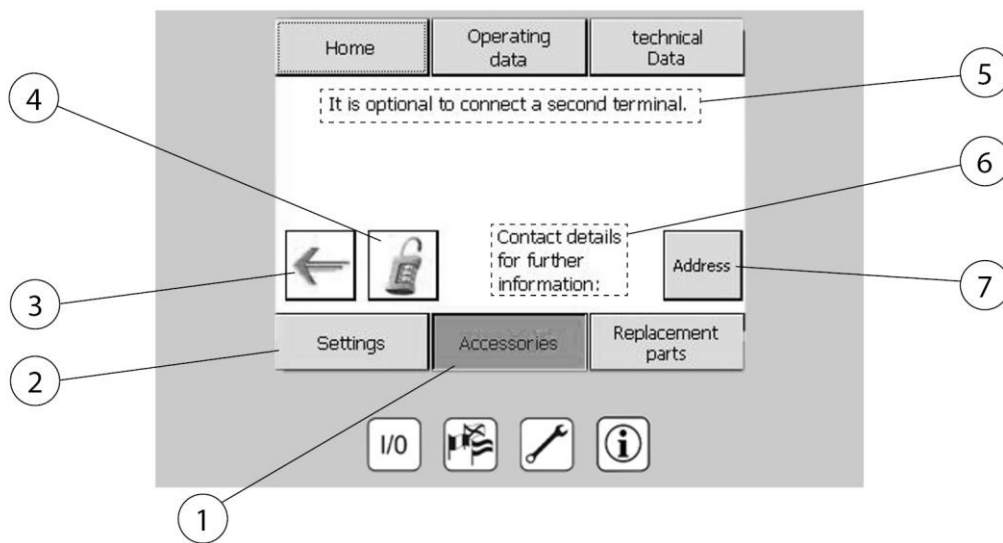 Home
Operating
data
technical
Data
4
It is optional to connect a second terminal.
5
6
Contact details
for further
information:
Address
3
7
Settings
Accessories
Replacement
parts
2
I/0
i
1